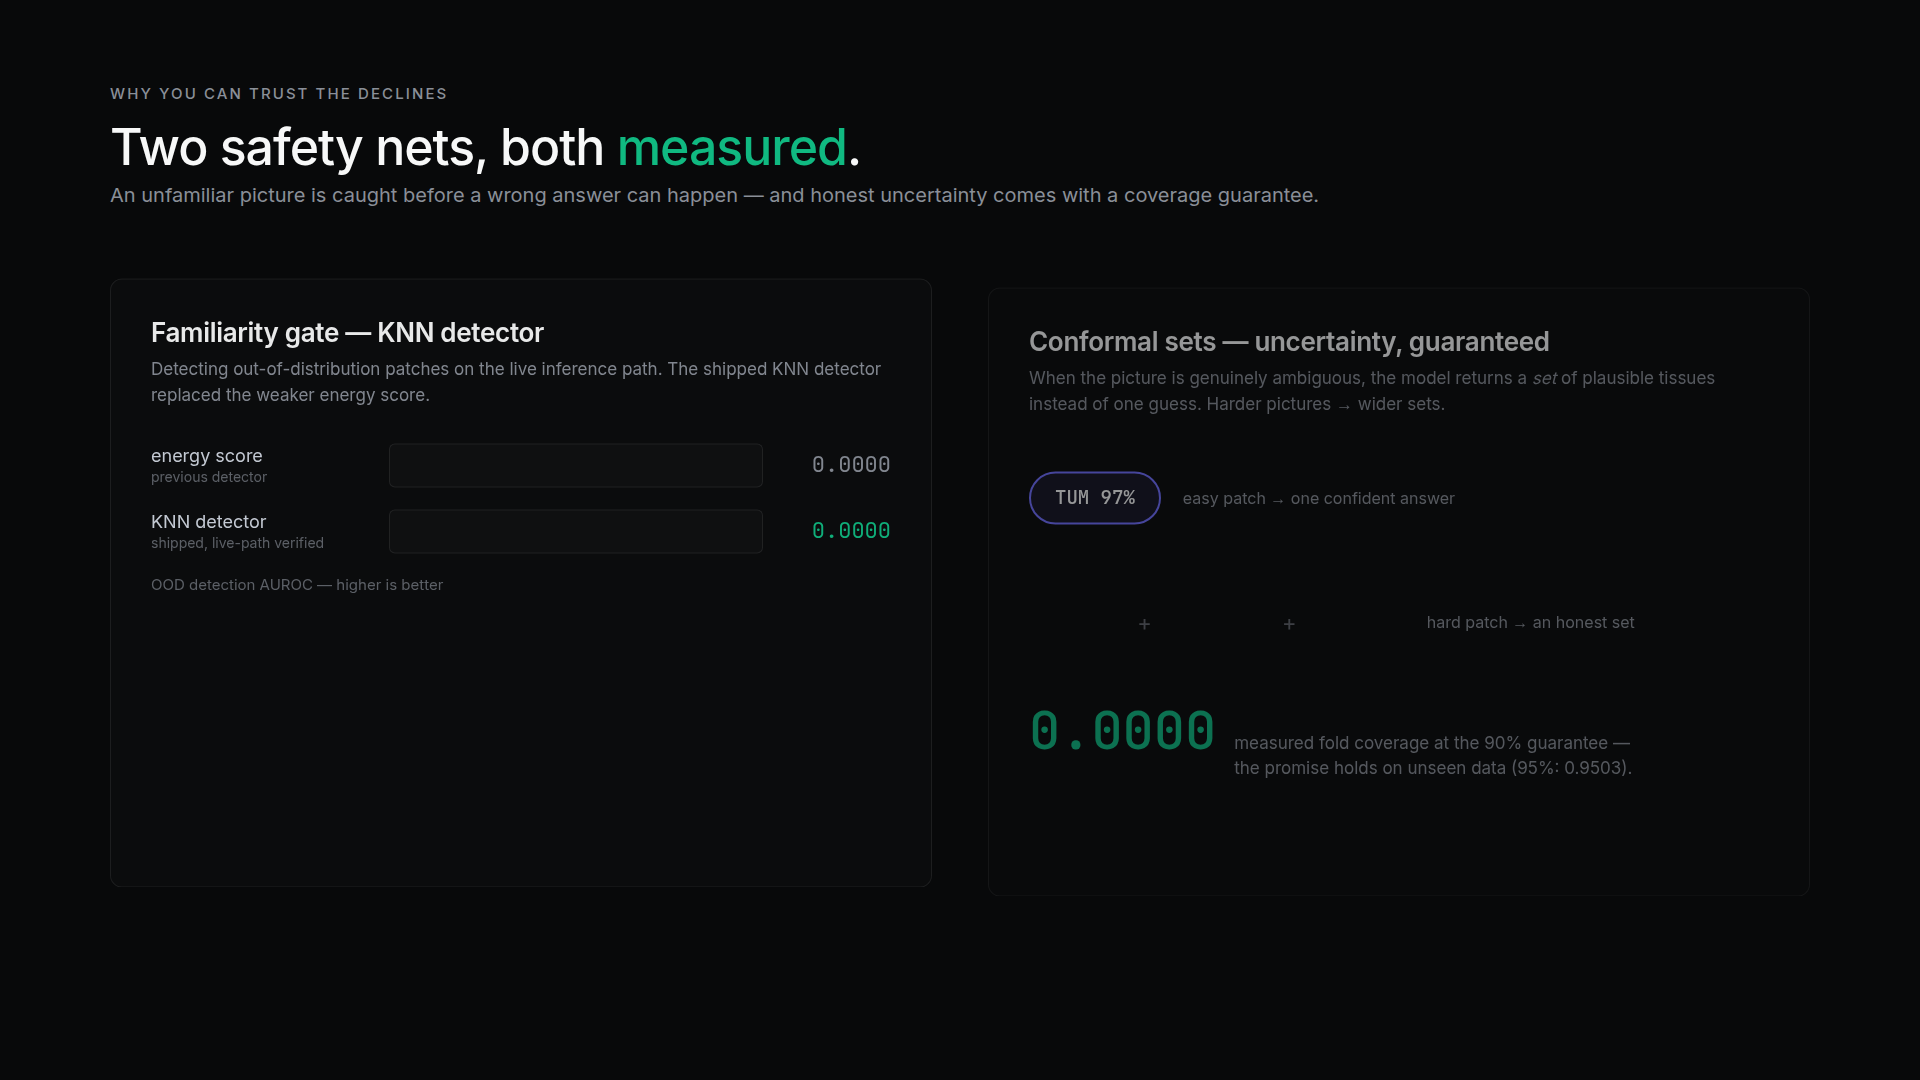 WHY YOU CAN TRUST THE DECLINES
Two safety nets, both measured.
An unfamiliar picture is caught before a wrong answer can happen — and honest uncertainty comes with a coverage guarantee.
Familiarity gate — KNN detector
Detecting out-of-distribution patches on the live inference path. The shipped KNN detector
replaced the weaker energy score.
energy score
previous detector
0.0000
KNN detector
shipped, live-path verified
0.0000
OOD detection AUROC — higher is better
Conformal sets — uncertainty, guaranteed
When the picture is genuinely ambiguous, the model returns a set of plausible tissues
instead of one guess. Harder pictures → wider sets.
TUM 97%
easy patch → one confident answer
+ +
hard patch → an honest set
0.0000
measured fold coverage at the 90% guarantee —
the promise holds on unseen data (95%: 0.9503).